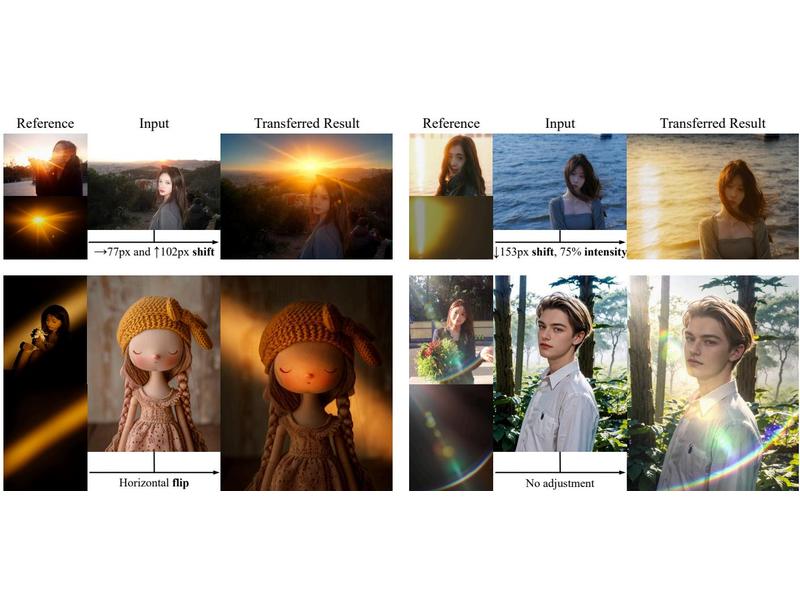 Reference Input Transferred Result
→77px and ↑102px shift
Horizontal flip
Reference Input Transferred Result
↓153px shift, 75% intensity
No adjustment